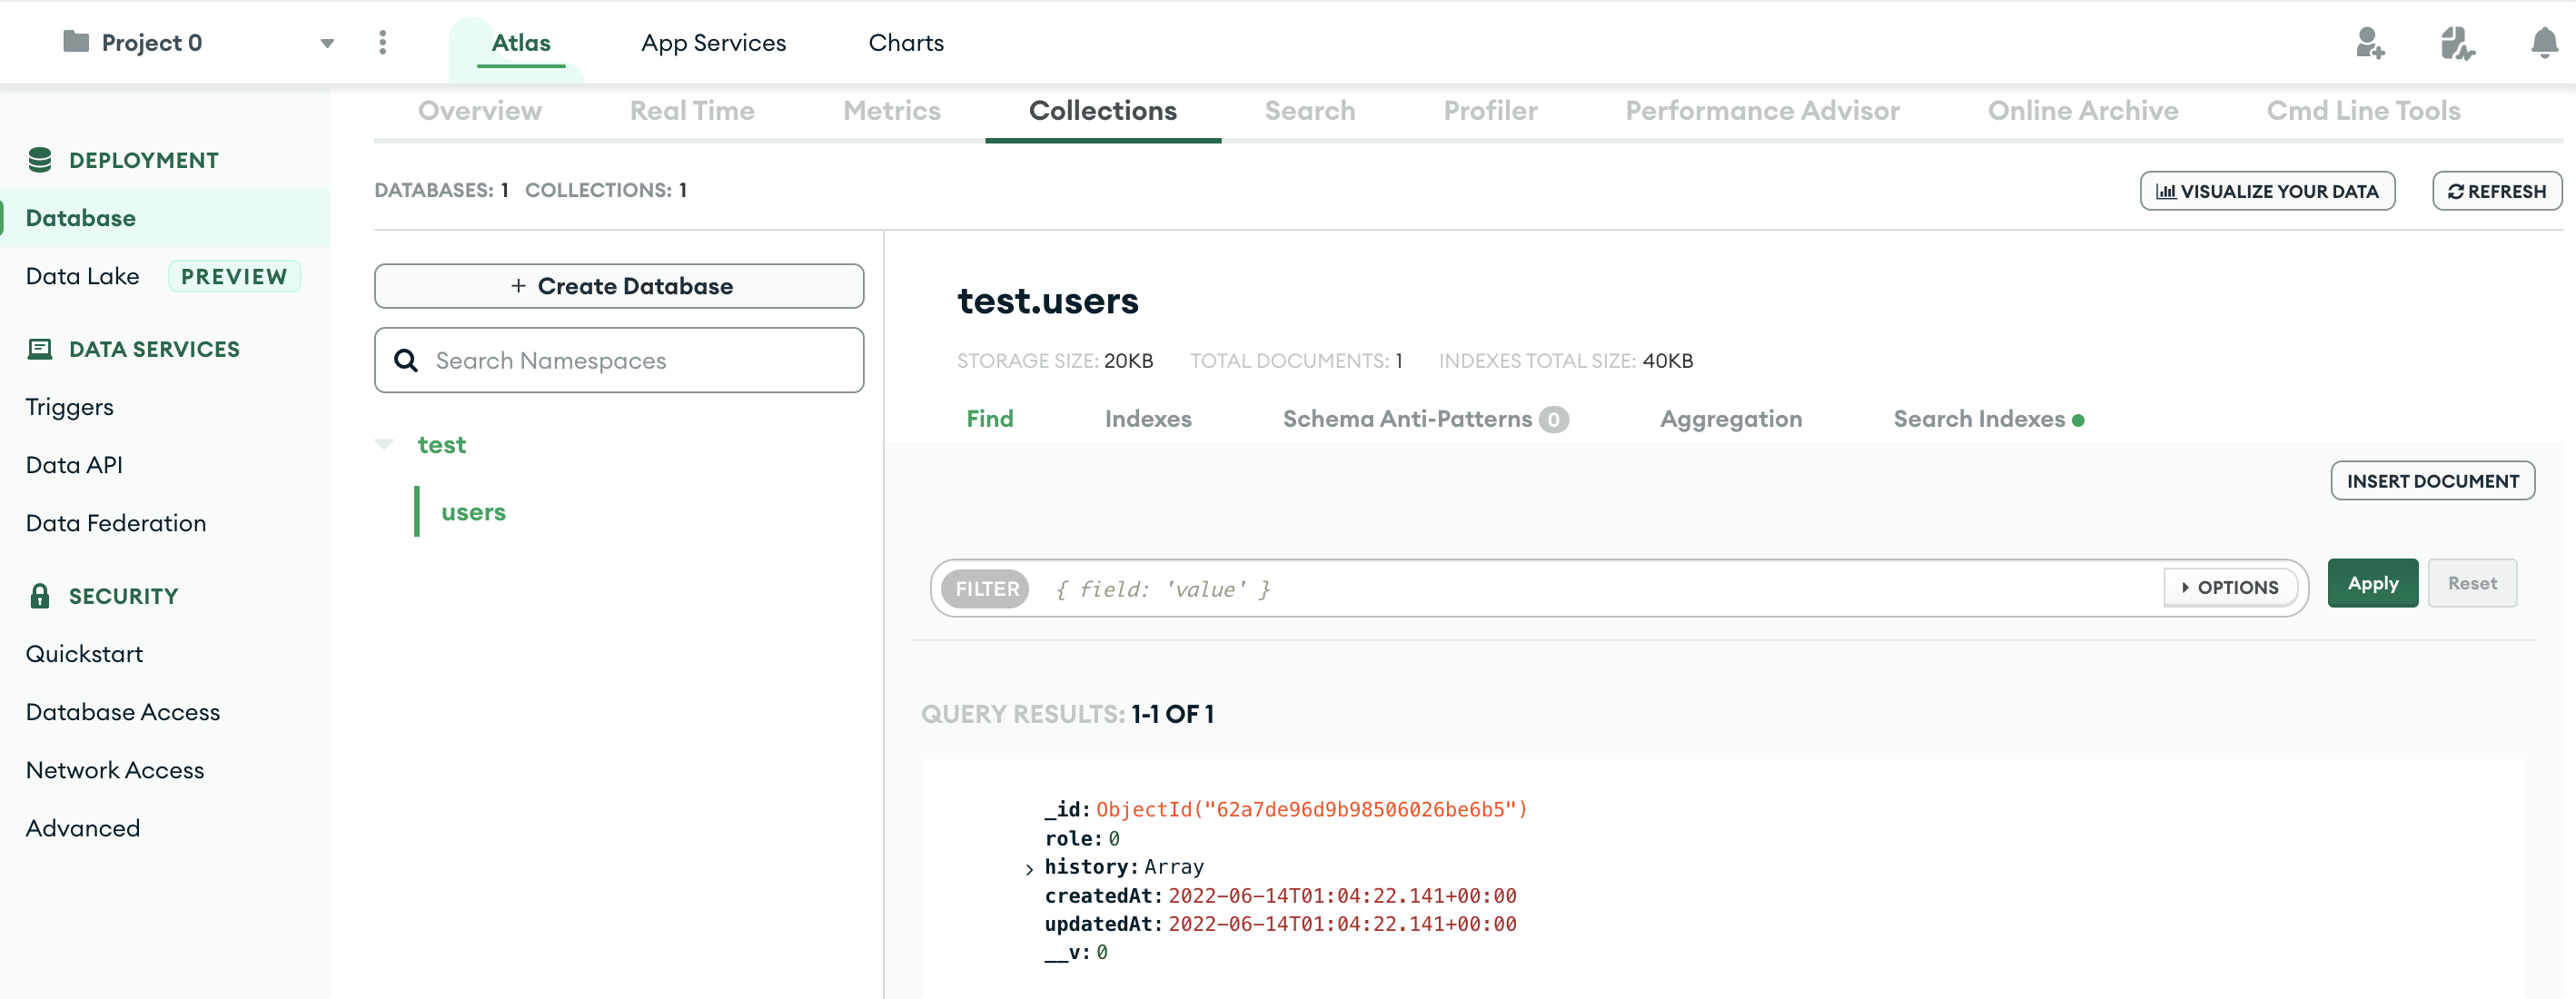 Project 0
Atlas App Services Charts
Overview Real Time Metrics Collections Search Profiler Performance Advisor Online Archive Cmd Line Tools
DEPLOYMENT
Database
Data Lake PREVIEW
DATA SERVICES
Triggers
Data API
Data Federation
SECURITY
Quickstart
Database Access
Network Access
Advanced
DATABASES: 1 COLLECTIONS: 1
VISUALIZE YOUR DATA
REFRESH
+ Create Database
Search Namespaces
test
users
test.users
STORAGE SIZE: 20KB TOTAL DOCUMENTS: 1 INDEXES TOTAL SIZE: 40KB
Find Indexes Schema Anti-Patterns 0 Aggregation Search Indexes
INSERT DOCUMENT
FILTER { field: 'value' } OPTIONS Apply Reset
QUERY RESULTS: 1-1 OF 1
_id: ObjectId("62a7de96d9b98506026be6b5")
role: 0
history: Array
createdAt: 2022-06-14T01:04:22.141+00:00
updatedAt: 2022-06-14T01:04:22.141+00:00
__v: 0